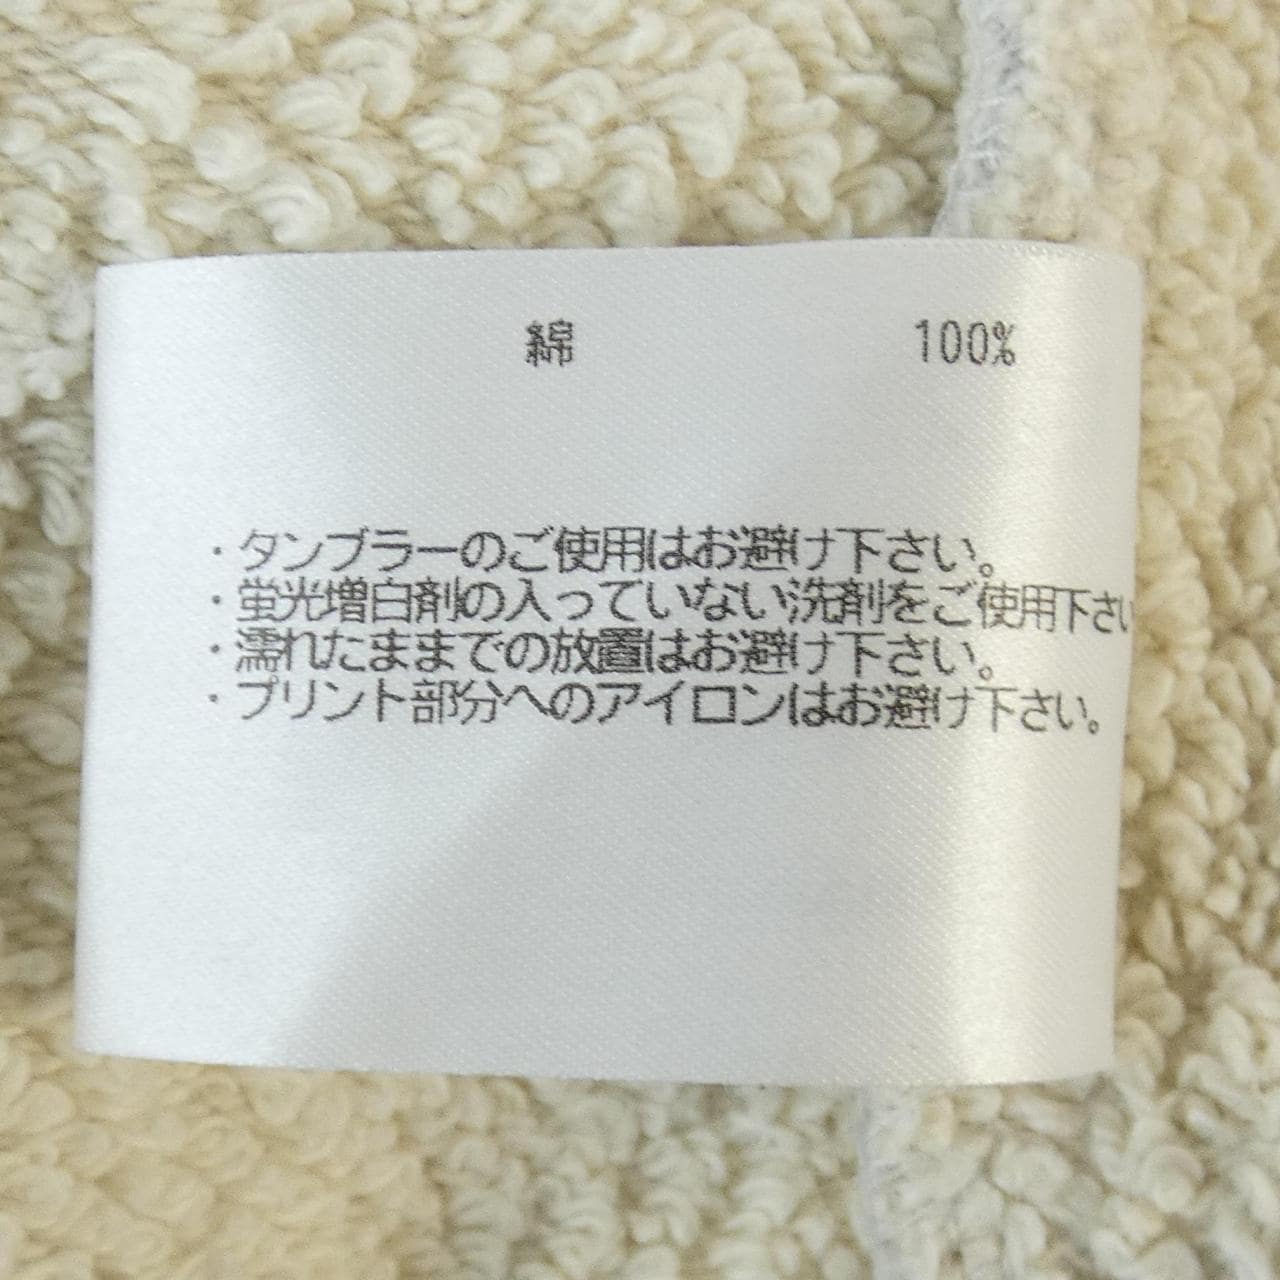 綿 100%
・タンブラーのご使用はお避け下さい。
・蛍光増白剤の入っていない洗剤をご使用下さい
・濡れたままでの放置はお避け下さい。
・プリント部分へのアイロンはお避け下さい。